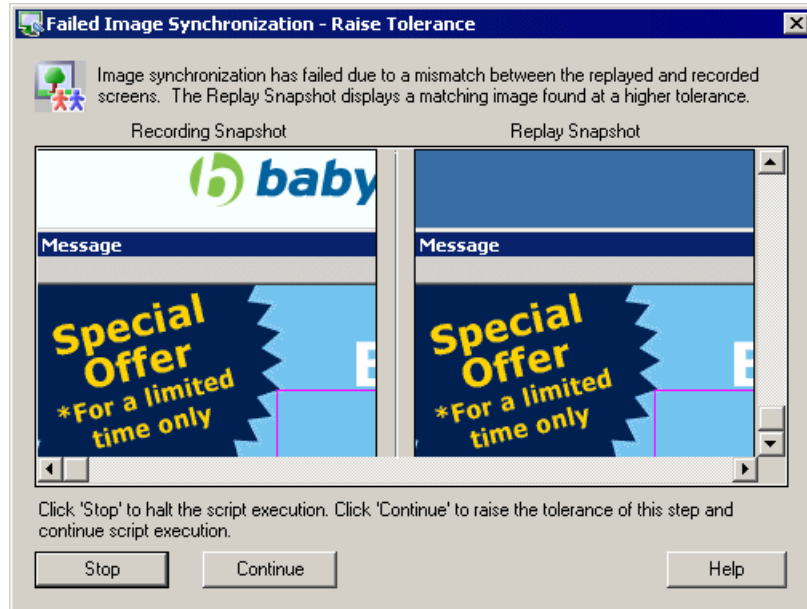 Failed Image Synchronization - Raise Tolerance
Image synchronization has failed due to a mismatch between the replayed and recorded
screens. The Replay Snapshot displays a matching image found at a higher tolerance.
Recording Snapshot
Replay Snapshot
baby
Message
Special
Offer
*For a limited
time only
Message
Special
Offer
*For a limited
time only
Click 'Stop' to halt the script execution. Click 'Continue' to raise the tolerance of this step and
continue script execution.
Stop
Continue
Help